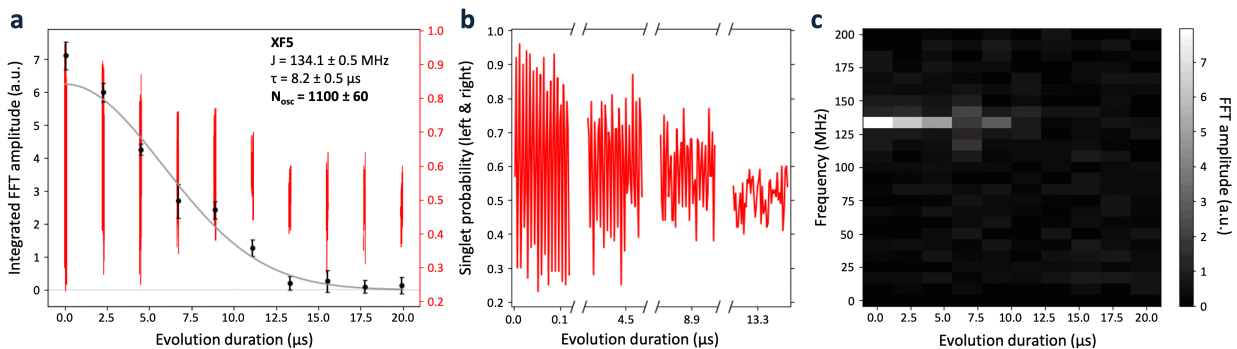 a
b
c
Integrated FFT amplitude (a.u.)
7
6
5
4
3
2
1
0
XF5
J = 134.1 ± 0.5 MHz
τ = 8.2 ± 0.5 μs
Nosc = 1100 ± 60
1.0
0.9
0.8
0.7
0.6
0.5
0.4
0.3
0.2
0.0 2.5 5.0 7.5 10.0 12.5 15.0 17.5 20.0
Evolution duration (μs)
Singlet probability (left & right)
1.0
0.9
0.8
0.7
0.6
0.5
0.4
0.3
0.2
0.0 0.1 4.5 8.9 13.3
Evolution duration (μs)
Frequency (MHz)
200
175
150
125
100
75
50
25
0
0.0 2.5 5.0 7.5 10.0 12.5 15.0 17.5 20.0
Evolution duration (μs)
7
6
5
4
3
2
1
0
FFT amplitude (a.u.)